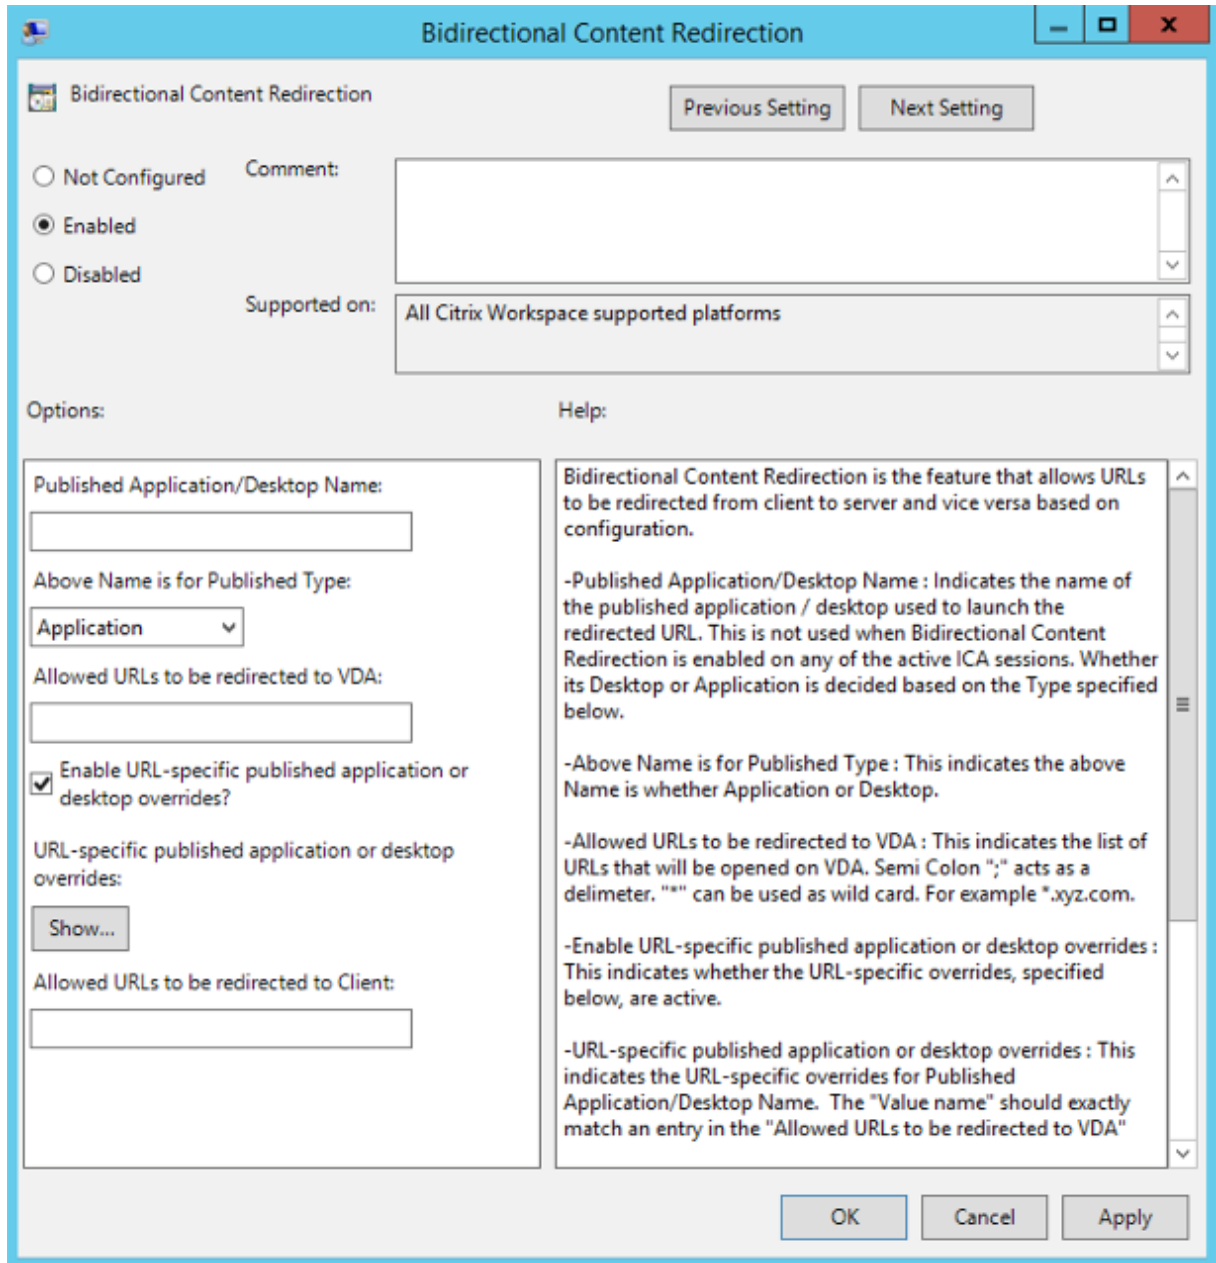 Bidirectional Content Redirection
Bidirectional Content Redirection
Previous Setting
Next Setting
Not Configured
Enabled
Disabled
Comment:
Supported on:
All Citrix Workspace supported platforms
Options:
Help:
Published Application/Desktop Name:
Above Name is for Published Type:
Application
Allowed URLs to be redirected to VDA:
Enable URL-specific published application or
desktop overrides?
URL-specific published application or desktop
overrides:
Show...
Allowed URLs to be redirected to Client:
Bidirectional Content Redirection is the feature that allows URLs
to be redirected from client to server and vice versa based on
configuration.
-Published Application/Desktop Name : Indicates the name of
the published application / desktop used to launch the
redirected URL. This is not used when Bidirectional Content
Redirection is enabled on any of the active ICA sessions. Whether
its Desktop or Application is decided based on the Type specified
below.
-Above Name is for Published Type : This indicates the above
Name is whether Application or Desktop.
-Allowed URLs to be redirected to VDA : This indicates the list of
URLs that will be opened on VDA. Semi Colon ";" acts as a
delimeter. "*" can be used as wild card. For example *.xyz.com.
-Enable URL-specific published application or desktop overrides :
This indicates whether the URL-specific overrides, specified
below, are active.
-URL-specific published application or desktop overrides : This
indicates the URL-specific overrides for Published
Application/Desktop Name.  The "Value name" should exactly
match an entry in the "Allowed URLs to be redirected to VDA"
OK
Cancel
Apply